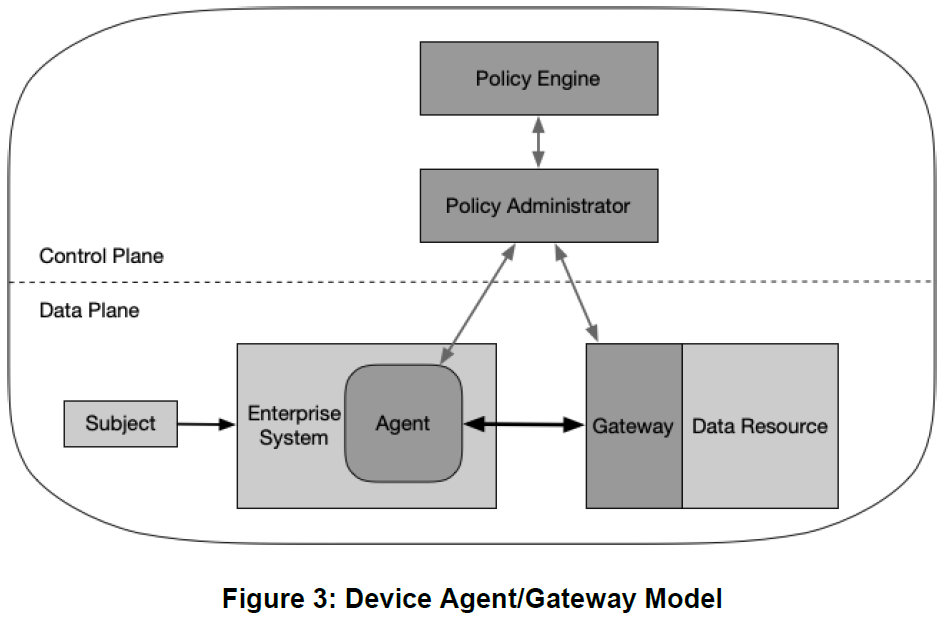 Policy Engine
Policy Administrator
Control Plane
Data Plane
Subject
Enterprise
System
Agent
Gateway
Data Resource
Figure 3: Device Agent/Gateway Model